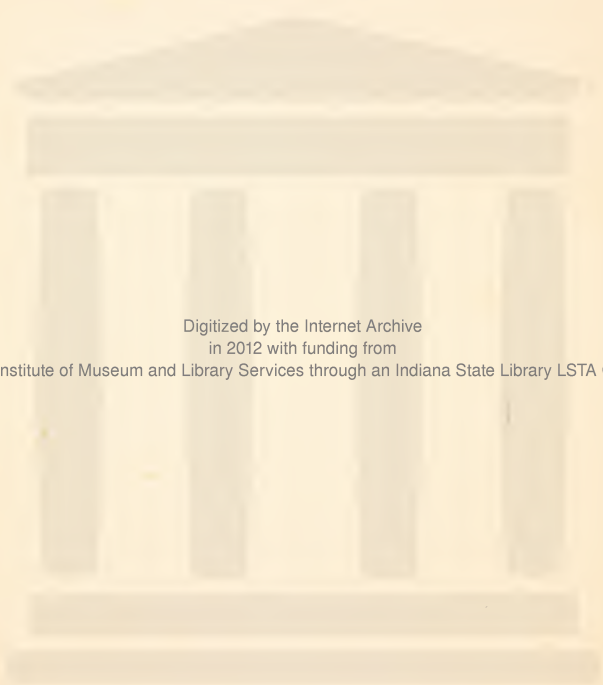 Digitized by the Internet Archive
in 2012 with funding from
nstitute of Museum and Library Services through an Indiana State Library LSTA